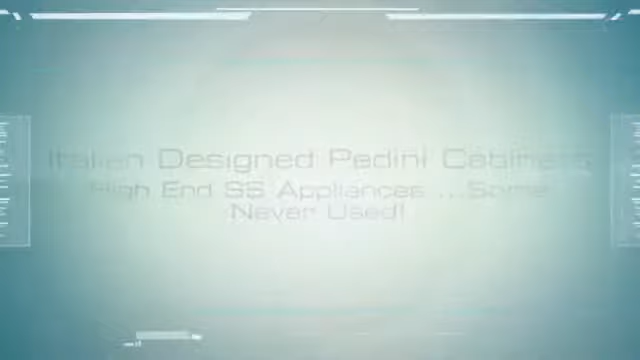 Italian Designed Pedini Cabinets
High End SS Appliances ...Some
Never Used!